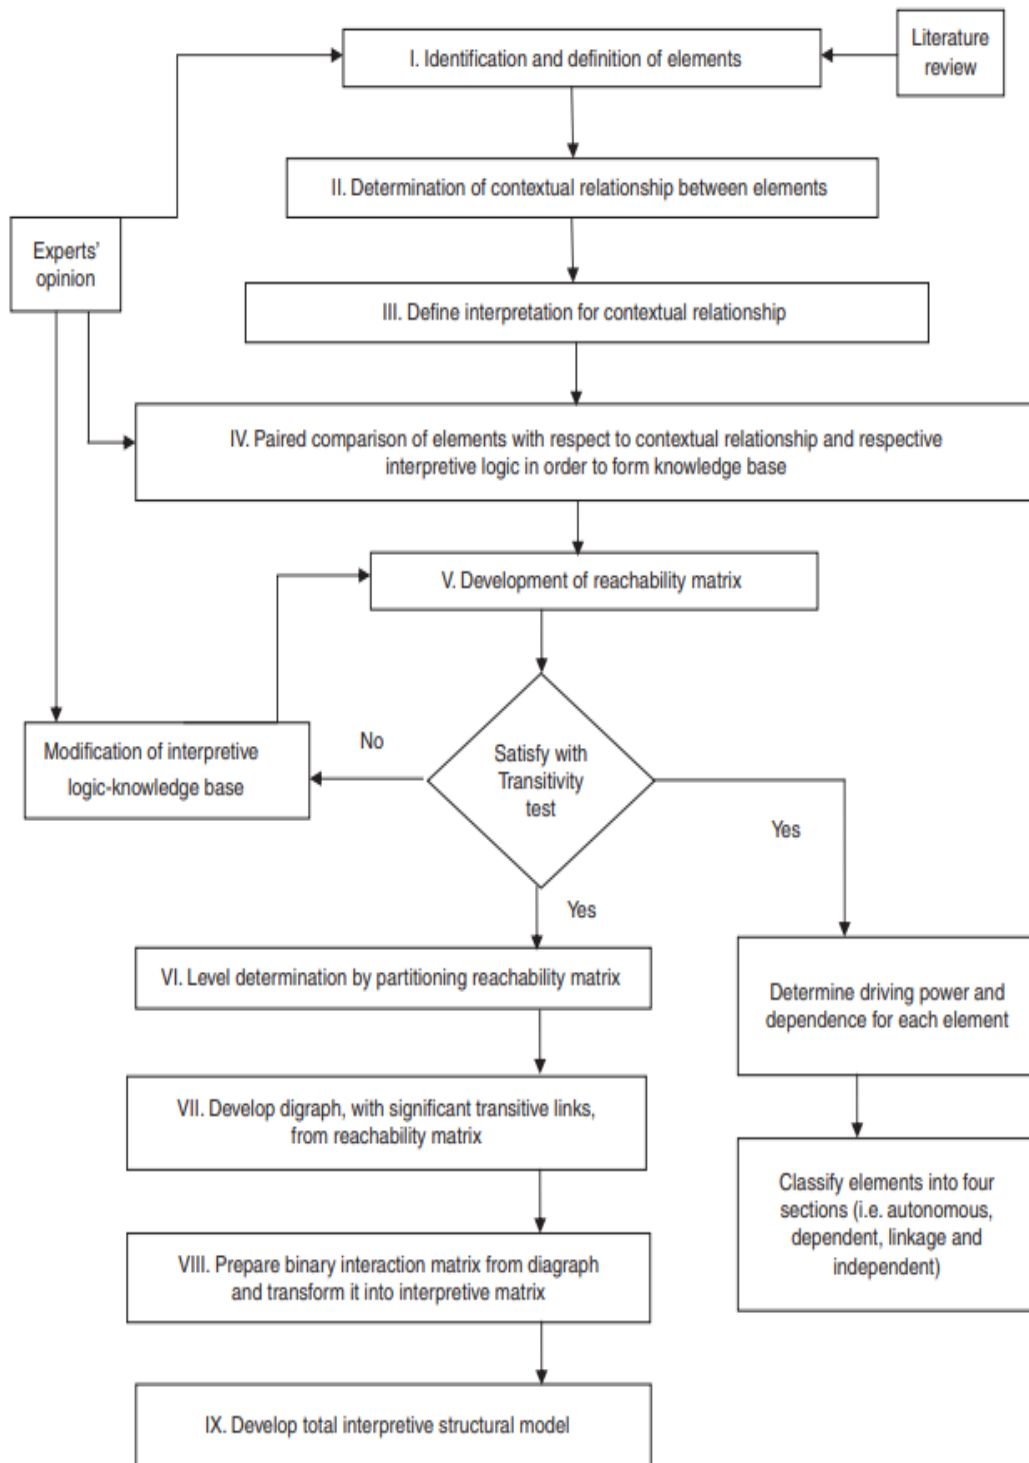 I. Identification and definition of elements
Literature
review
II. Determination of contextual relationship between elements
Experts'
opinion
III. Define interpretation for contextual relationship
IV. Paired comparison of elements with respect to contextual relationship and respective
interpretive logic in order to form knowledge base
V. Development of reachability matrix
Modification of interpretive
logic-knowledge base
No
Satisfy with
Transitivity
test
Yes
Yes
VI. Level determination by partitioning reachability matrix
Determine driving power and
dependence for each element
VII. Develop digraph, with significant transitive links,
from reachability matrix
Classify elements into four
sections (i.e. autonomous,
dependent, linkage and
independent)
VIII. Prepare binary interaction matrix from diagraph
and transform it into interpretive matrix
IX. Develop total interpretive structural model